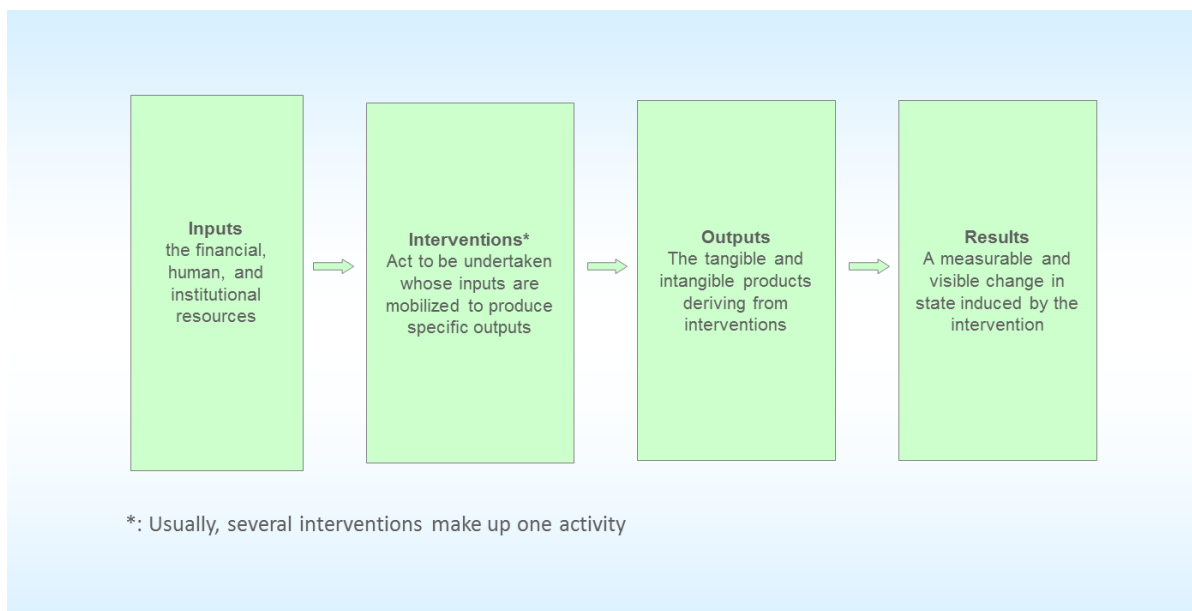 Inputs
the financial,
human, and
institutional
resources
Interventions*
Act to be undertaken
whose inputs are
mobilized to produce
specific outputs
Outputs
The tangible and
intangible products
deriving from
interventions
Results
A measurable and
visible change in
state induced by the
intervention
*: Usually, several interventions make up one activity